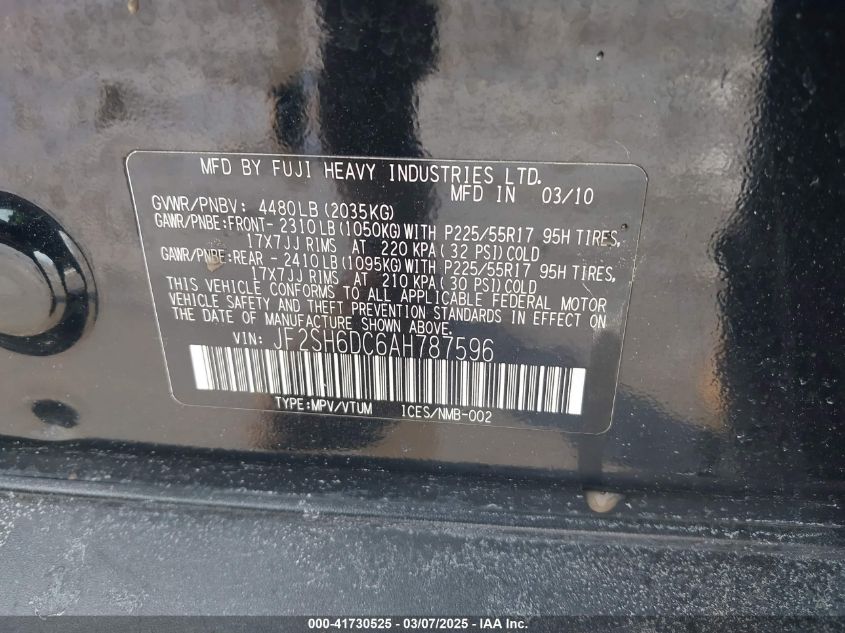 MFD BY FUJI HEAVY INDUSTRIES LTD.
MFD IN 03/10
GVWR/PNBV: 4480LB(2035KG)
GAWR/PNBE:FRONT- 2310LB(1050KG)WITH P225/55R17 95H TIRES,
17X7JJ RIMS AT 220 KPA(32 PSI)COLD
GAWR/PNBE:REAR - 2410LB(1095KG)WITH P225/55R17 95H TIRES,
17X7JJ RIMS AT 210 KPA(30 PSI)COLD
THIS VEHICLE CONFORMS TO ALL APPLICABLE FEDERAL MOTOR
VEHICLE SAFETY AND THEFT PREVENTION STANDARDS IN EFFECT ON
THE DATE OF MANUFACTURE SHOWN ABOVE.
VIN: JF2SH6DC6AH787596
TYPE:MPV/VTUM ICES/NMB-002
000-41730525 - 03/07/2025 - IAA Inc.